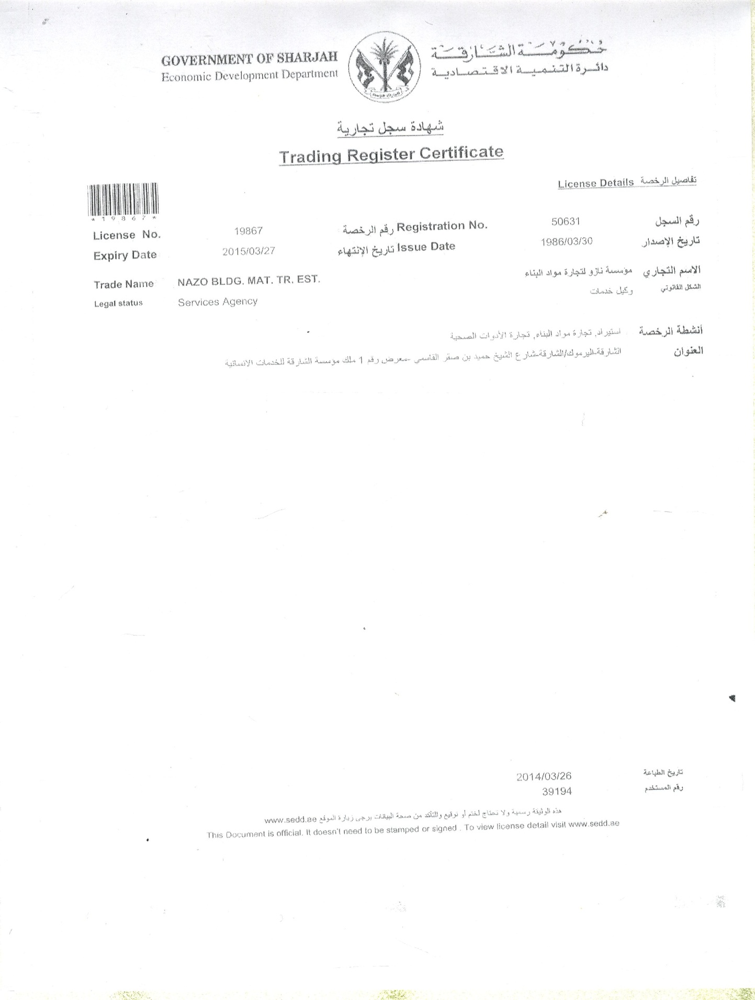 GOVERNMENT OF SHARJAH
Economic Development Department
حكومة الشارقة
دائرة التنمية الاقتصادية
شهادة سجل تجارية
Trading Register Certificate
License Details تفاصيل الرخصة
*19867*
License No. 19867 رقم الرخصة Registration No. 50631 رقم السجل
Expiry Date 2015/03/27 تاريخ الإنتهاء Issue Date 1986/03/30 تاريخ الإصدار
Trade Name NAZO BLDG. MAT. TR. EST. مؤسسة نازو لتجارة مواد البناء الاسم التجاري
Legal status Services Agency وكيل خدمات الشكل القانوني
أنشطة الرخصة استيراد, تجارة مواد البناء, تجارة الأدوات الصحية
العنوان الشارقة-اليرموك/الشارقة-شارع الشيخ حميد بن صقر القاسمي -معرض رقم 1 ملك مؤسسة الشارقة للخدمات الإنسانية
تاريخ الطباعة 2014/03/26
رقم المستخدم 39194
هذه الوثيقة رسمية ولا تحتاج لختم أو توقيع وللتأكد من صحة البيانات يرجى زيارة الموقع www.sedd.ae
This Document is official. It doesn't need to be stamped or signed . To view license detail visit www.sedd.ae